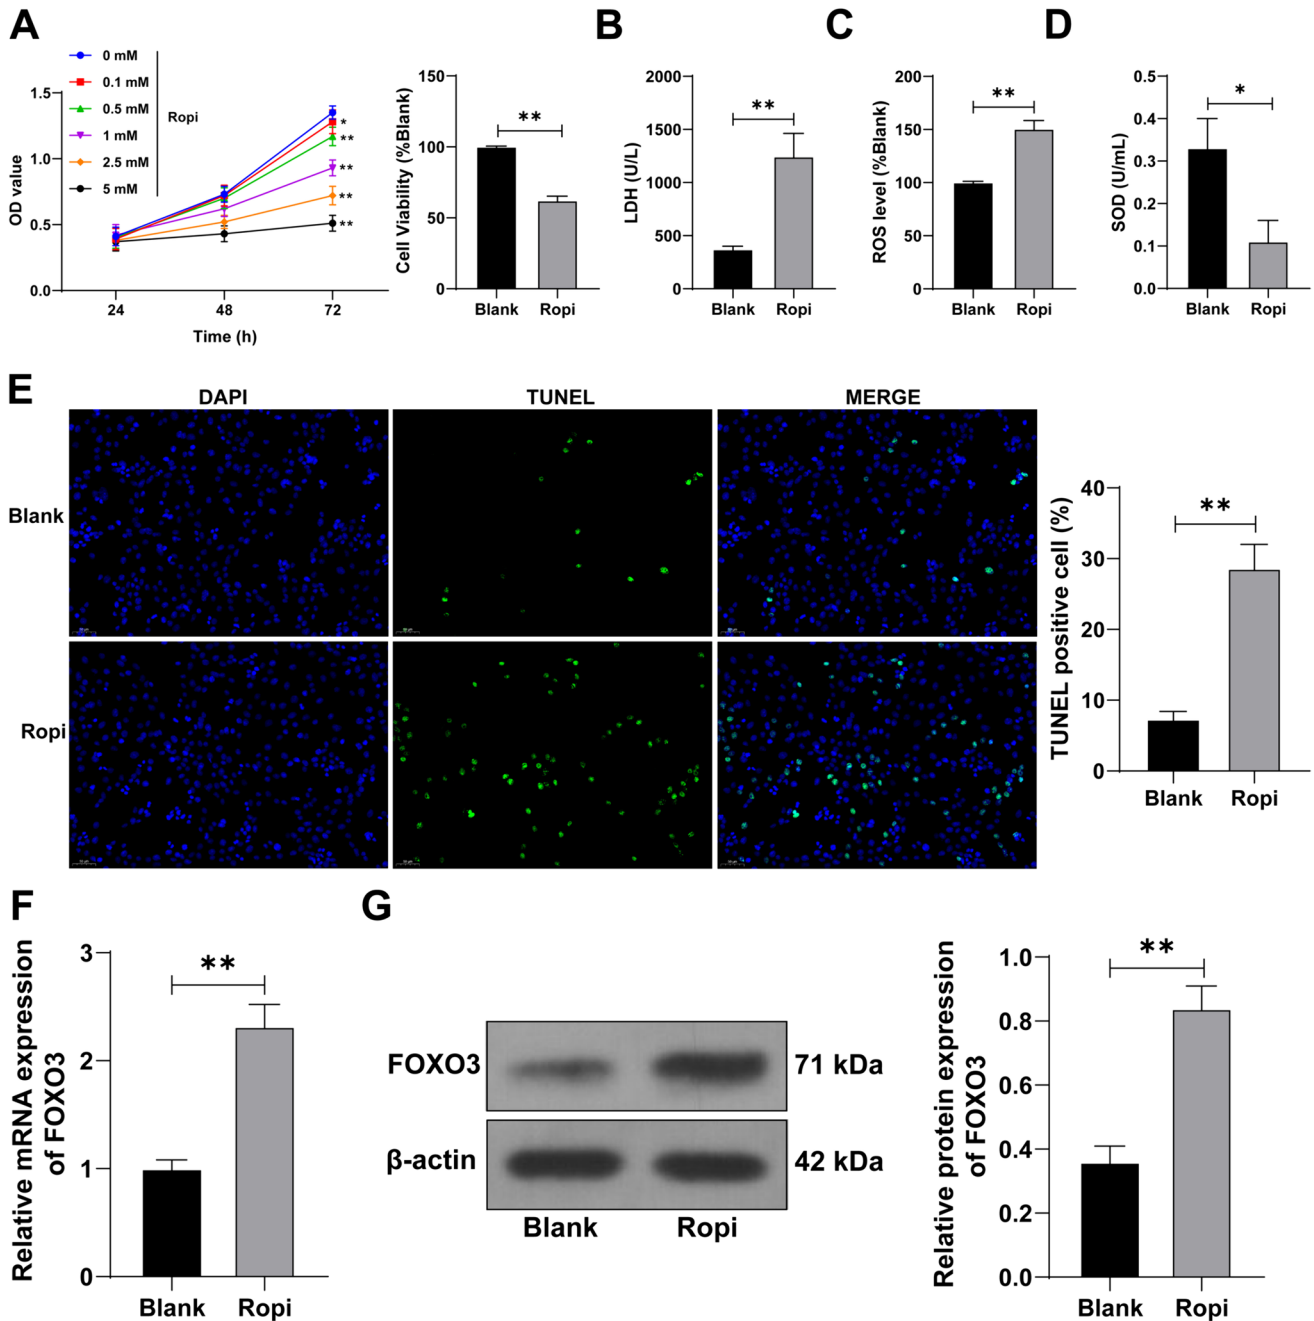 A
0 mM
0.1 mM
0.5 mM
1 mM
2.5 mM
5 mM
Ropi
OD value
1.5
1.0
0.5
0.0
24
48
72
Time (h)
*
**
**
**
**
Cell Viability (%Blank)
150
100
50
0
**
Blank
Ropi
B
LDH (U/L)
2000
1500
1000
500
0
**
Blank
Ropi
C
ROS level (%Blank)
200
150
100
50
0
**
Blank
Ropi
D
SOD (U/mL)
0.5
0.4
0.3
0.2
0.1
0.0
*
Blank
Ropi
E
DAPI
TUNEL
MERGE
Blank
Ropi
TUNEL positive cell (%)
40
30
20
10
0
**
Blank
Ropi
F
Relative mRNA expression
of FOXO3
3
2
1
0
**
Blank
Ropi
G
FOXO3
71 kDa
β-actin
42 kDa
Blank
Ropi
Relative protein expression
of FOXO3
1.0
0.8
0.6
0.4
0.2
0.0
**
Blank
Ropi